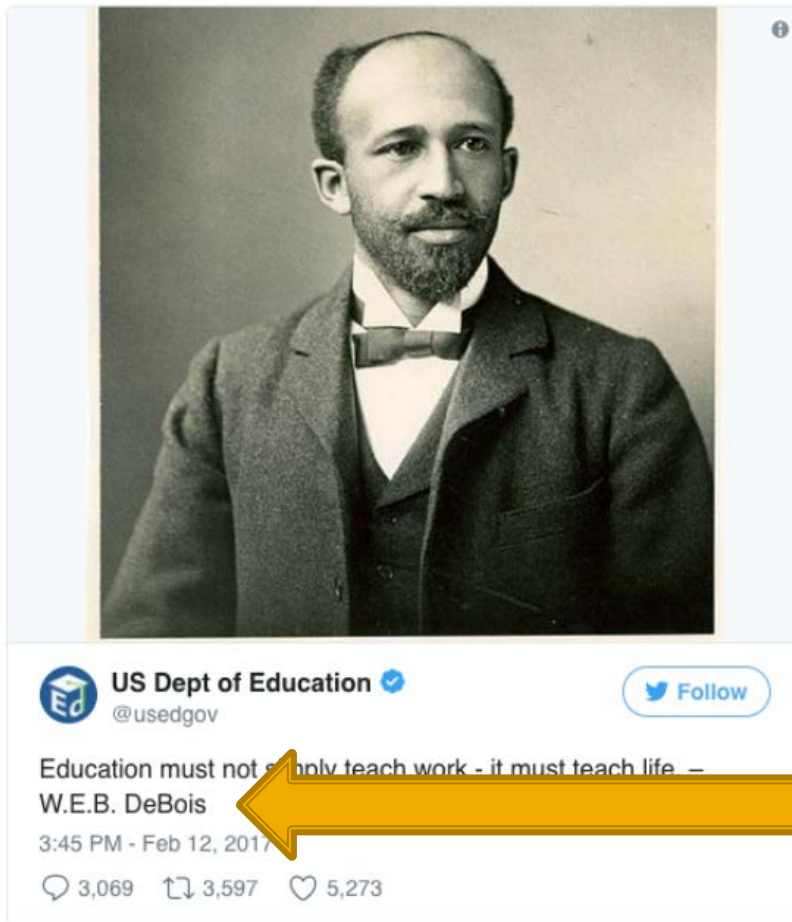 US Dept of Education
@usedgov
Follow
Education must not simply teach work - it must teach life. –
W.E.B. DeBois
3:45 PM - Feb 12, 2017
3,069 3,597 5,273